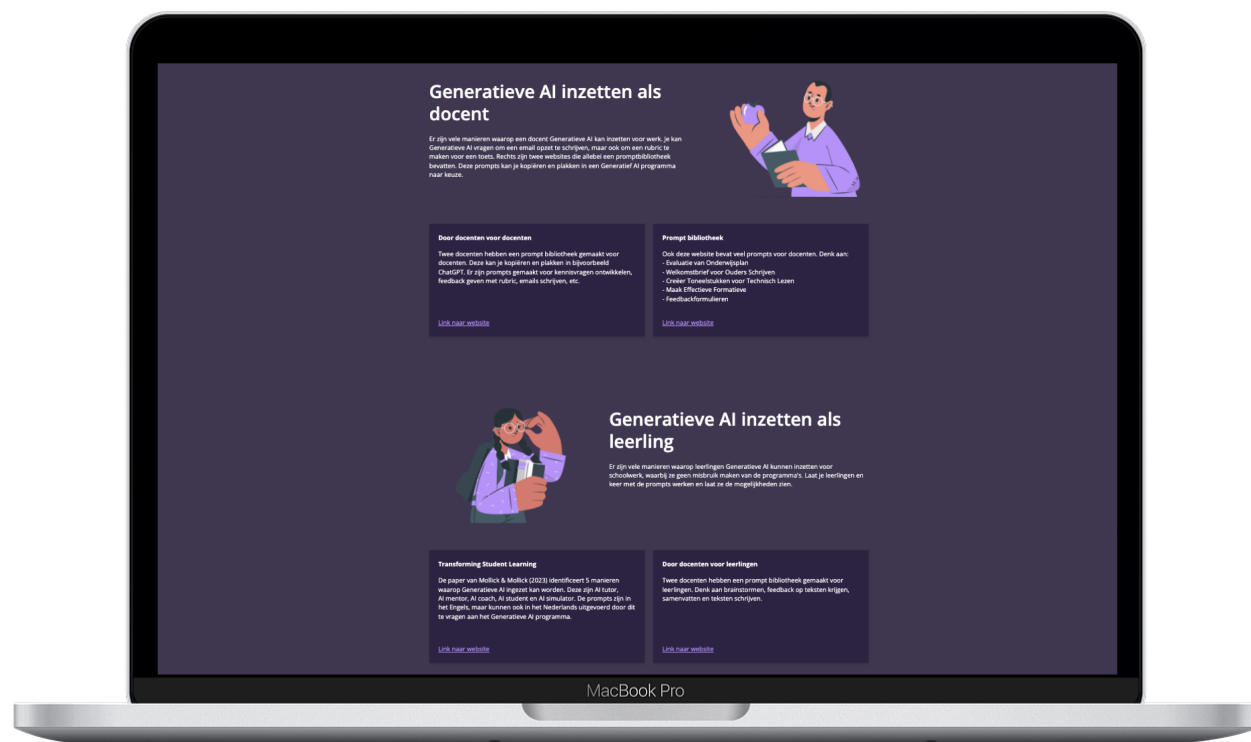 Generatieve AI inzetten als
docent
Er zijn vele manieren waarop een docent Generatieve AI kan inzetten voor werk. Je kan
Generatieve AI vragen om een email opzet te schrijven, maar ook om een rubric te
maken voor een toets. Rechts zijn twee websites die allebei een promptbibliotheek
bevatten. Deze prompts kan je kopiëren en plakken in een Generatief AI programma
naar keuze.
Door docenten voor docenten
Twee docenten hebben een prompt bibliotheek gemaakt voor
docenten. Deze kan je kopiëren en plakken in bijvoorbeeld
ChatGPT. Er zijn prompts gemaakt voor kennisvragen ontwikkelen,
feedback geven met rubric, emails schrijven, etc.
Link naar website
Prompt bibliotheek
Ook deze website bevat veel prompts voor docenten. Denk aan:
- Evaluatie van Onderwijsplan
- Welkomstbrief voor Ouders Schrijven
- Creëer Toneelstukken voor Technisch Lezen
- Maak Effectieve Formatieve
- Feedbackformulieren
Link naar website
Generatieve AI inzetten als
leerling
Er zijn vele manieren waarop leerlingen Generatieve AI kunnen inzetten voor
schoolwerk, waarbij ze geen misbruik maken van de programma's. Laat je leerlingen en
keer met de prompts werken en laat ze de mogelijkheden zien.
Transforming Student Learning
De paper van Mollick & Mollick (2023) identificeert 5 manieren
waarop Generatieve AI ingezet kan worden. Deze zijn AI tutor,
AI mentor, AI coach, AI student en AI simulator. De prompts zijn in
het Engels, maar kunnen ook in het Nederlands uitgevoerd door dit
te vragen aan het Generatieve AI programma.
Link naar website
Door docenten voor leerlingen
Twee docenten hebben een prompt bibliotheek gemaakt voor
leerlingen. Denk aan brainstormen, feedback op teksten krijgen,
samenvatten en teksten schrijven.
Link naar website
MacBook Pro